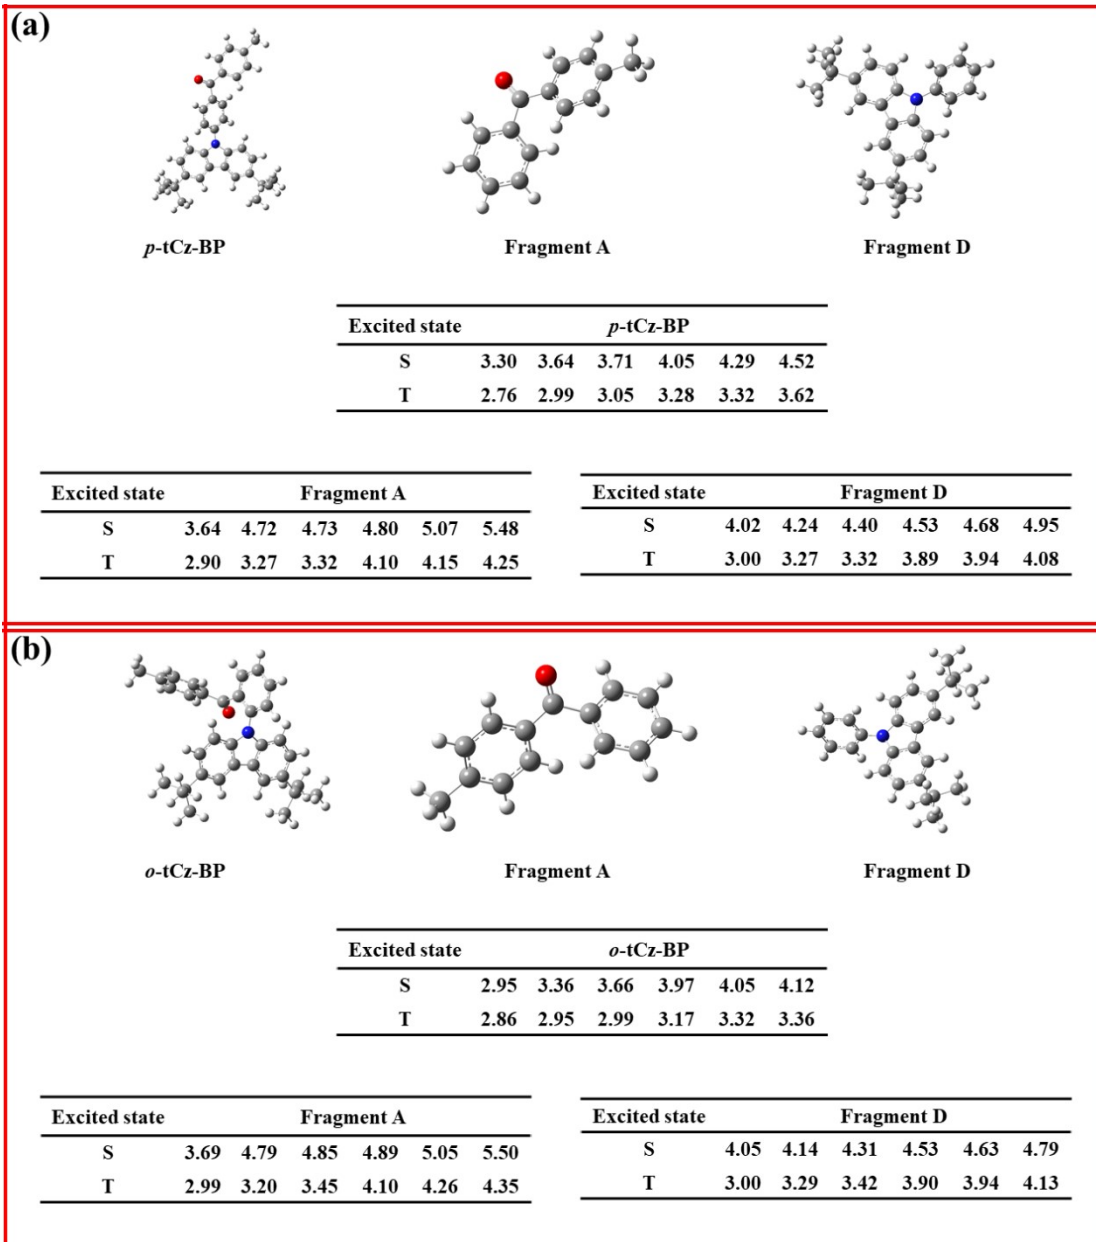 (a)
p-tCz-BP
Fragment A
Fragment D
Excited state p-tCz-BP
S 3.30 3.64 3.71 4.05 4.29 4.52
T 2.76 2.99 3.05 3.28 3.32 3.62
Excited state Fragment A
S 3.64 4.72 4.73 4.80 5.07 5.48
T 2.90 3.27 3.32 4.10 4.15 4.25
Excited state Fragment D
S 4.02 4.24 4.40 4.53 4.68 4.95
T 3.00 3.27 3.32 3.89 3.94 4.08
(b)
o-tCz-BP
Fragment A
Fragment D
Excited state o-tCz-BP
S 2.95 3.36 3.66 3.97 4.05 4.12
T 2.86 2.95 2.99 3.17 3.32 3.36
Excited state Fragment A
S 3.69 4.79 4.85 4.89 5.05 5.50
T 2.99 3.20 3.45 4.10 4.26 4.35
Excited state Fragment D
S 4.05 4.14 4.31 4.53 4.63 4.79
T 3.00 3.29 3.42 3.90 3.94 4.13